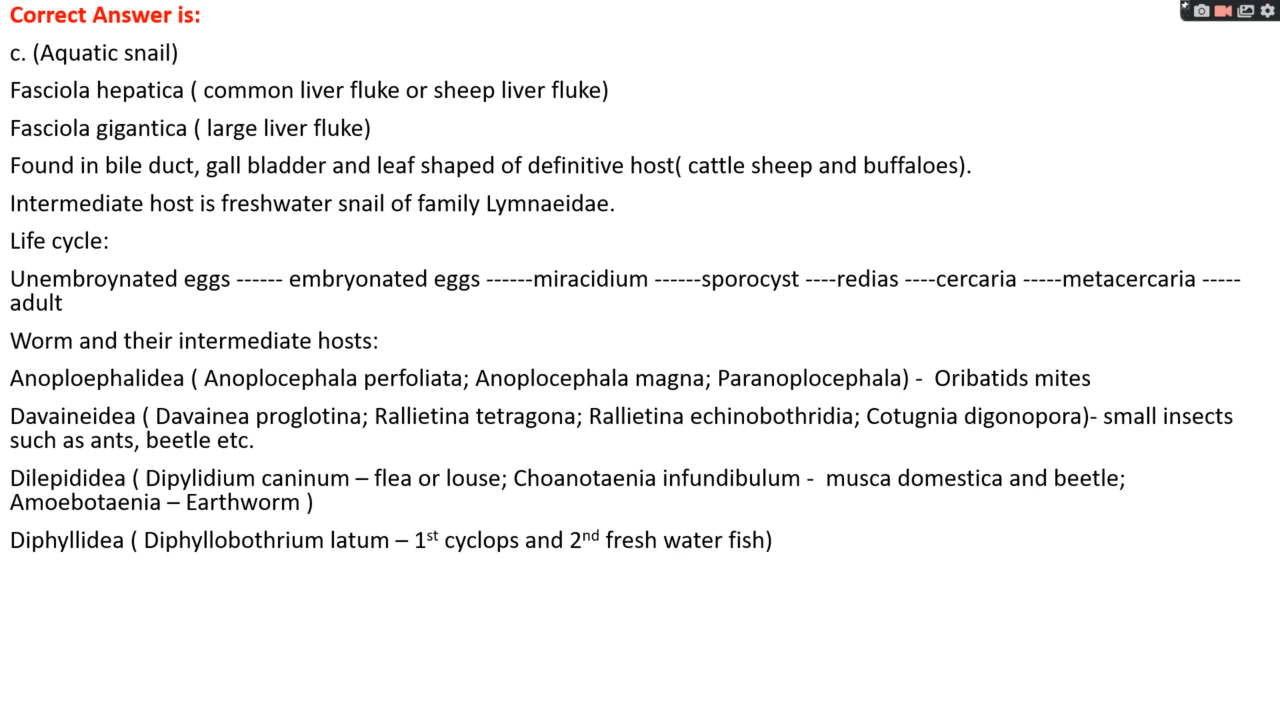 Correct Answer is:
c. (Aquatic snail)
Fasciola hepatica ( common liver fluke or sheep liver fluke)
Fasciola gigantica ( large liver fluke)
Found in bile duct, gall bladder and leaf shaped of definitive host( cattle sheep and buffaloes).
Intermediate host is freshwater snail of family Lymnaeidae.
Life cycle:
Unembroynated eggs ------ embryonated eggs ------miracidium ------sporocyst ----redias ----cercaria -----metacercaria -----
adult
Worm and their intermediate hosts:
Anoploephalidea ( Anoplocephala perfoliata; Anoplocephala magna; Paranoplocephala) -  Oribatids mites
Davaineidea ( Davainea proglotina; Rallietina tetragona; Rallietina echinobothridia; Cotugnia digonopora)- small insects
such as ants, beetle etc.
Dilepididea ( Dipylidium caninum – flea or louse; Choanotaenia infundibulum -  musca domestica and beetle;
Amoebotaenia – Earthworm )
Diphyllidea ( Diphyllobothrium latum – 1st cyclops and 2nd fresh water fish)